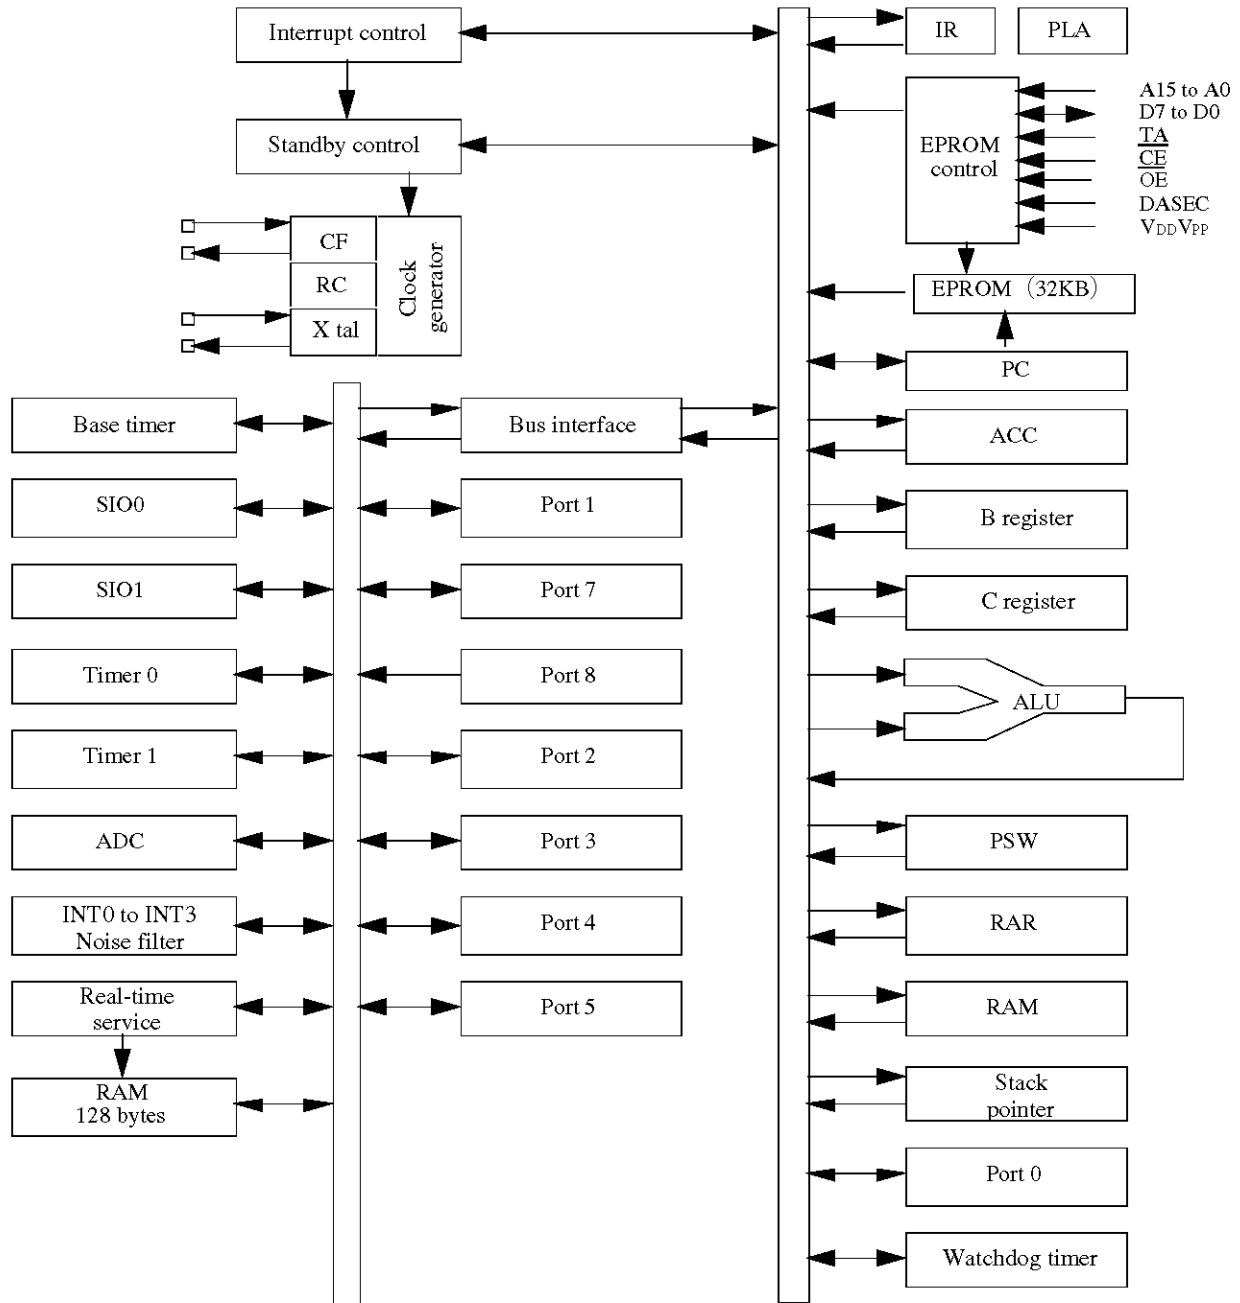 Interrupt control
IR
PLA
Standby control
EPROM
control
A15 to A0
D7 to D0
TA
CE
OE
DASEC
VDDVPP
CF
RC
X tal
Clock
generator
EPROM（32KB）
PC
Base timer
Bus interface
ACC
SIO0
Port 1
B register
SIO1
Port 7
C register
Timer 0
Port 8
ALU
Timer 1
Port 2
ADC
Port 3
PSW
INT0 to INT3
Noise filter
Port 4
RAR
Real-time
service
Port 5
RAM
RAM
128 bytes
Stack
pointer
Port 0
Watchdog timer